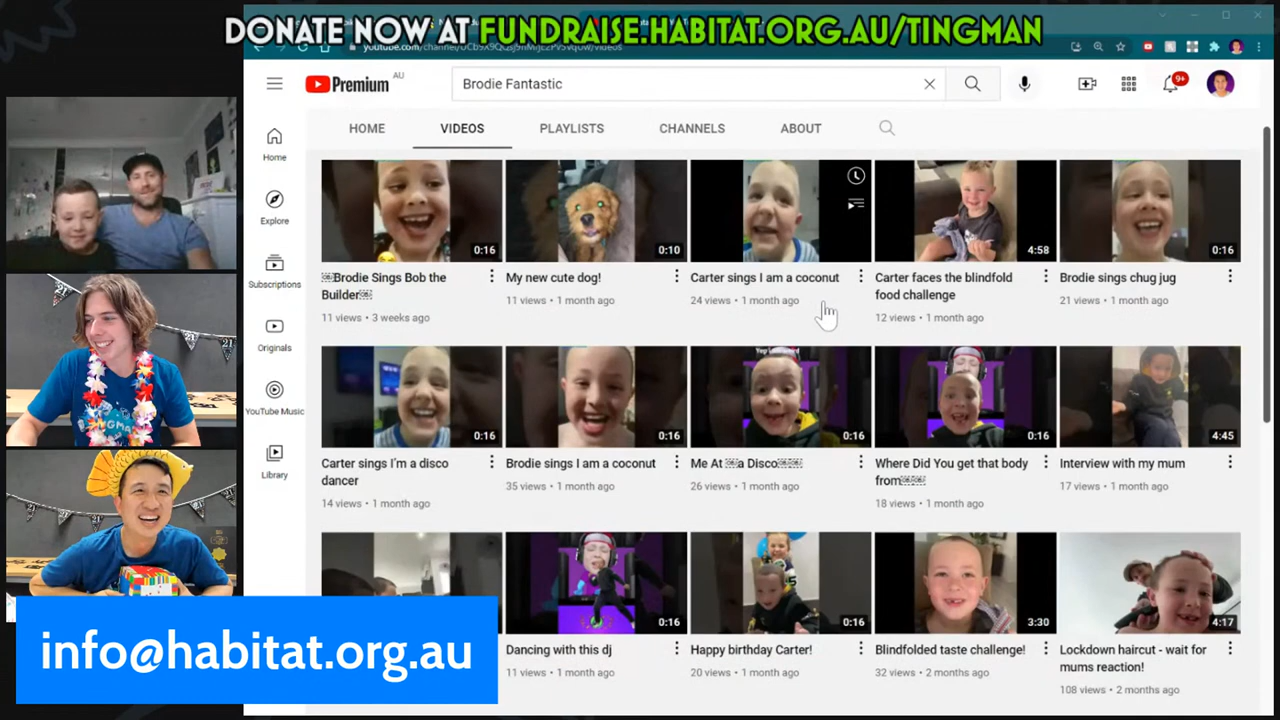 DONATE NOW AT FUNDRAISE.HABITAT.ORG.AU/TINGMAN
Premium AU
Brodie Fantastic
9+
HOME VIDEOS PLAYLISTS CHANNELS ABOUT
Home
Explore
Subscriptions
Originals
YouTube Music
Library
0:16 0:10 4:58 0:16
Brodie Sings Bob the
Builder
11 views • 3 weeks ago
My new cute dog!
11 views • 1 month ago
Carter sings I am a coconut
24 views • 1 month ago
Carter faces the blindfold
food challenge
12 views • 1 month ago
Brodie sings chug jug
21 views • 1 month ago
0:16 0:16 0:16 0:16 4:45
Carter sings I'm a disco
dancer
14 views • 1 month ago
Brodie sings I am a coconut
35 views • 1 month ago
Me At a Disco
26 views • 1 month ago
Where Did You get that body
from
18 views • 1 month ago
Interview with my mum
17 views • 1 month ago
0:16 0:16 3:30 4:17
Dancing with this dj
11 views • 1 month ago
Happy birthday Carter!
20 views • 1 month ago
Blindfolded taste challenge!
32 views • 2 months ago
Lockdown haircut - wait for
mums reaction!
108 views • 2 months ago
info@habitat.org.au